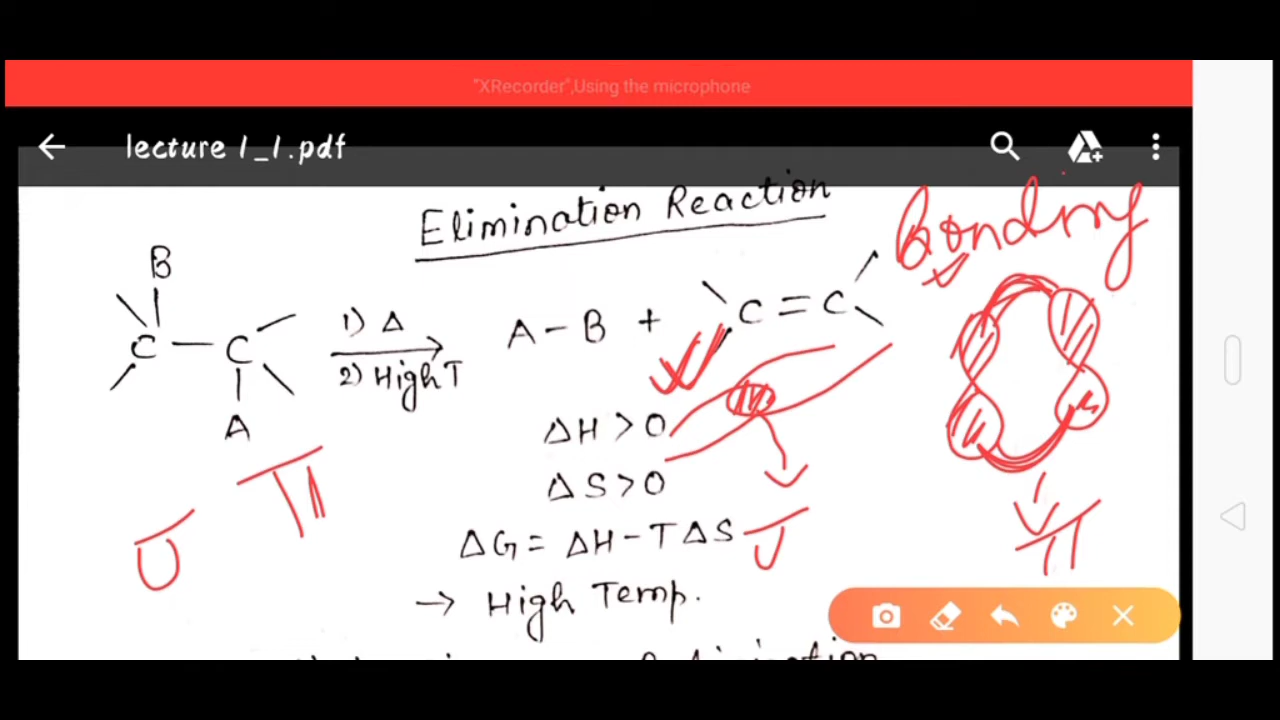 "XRecorder",Using the microphone
lecture 1_1.pdf
Elimination Reaction
Bonding
B
C — C
A
1) Δ
2) High T
A – B + C = C
ΔH > 0
ΔS > 0
ΔG = ΔH – TΔS
→ High Temp.
σ
π
σ
π